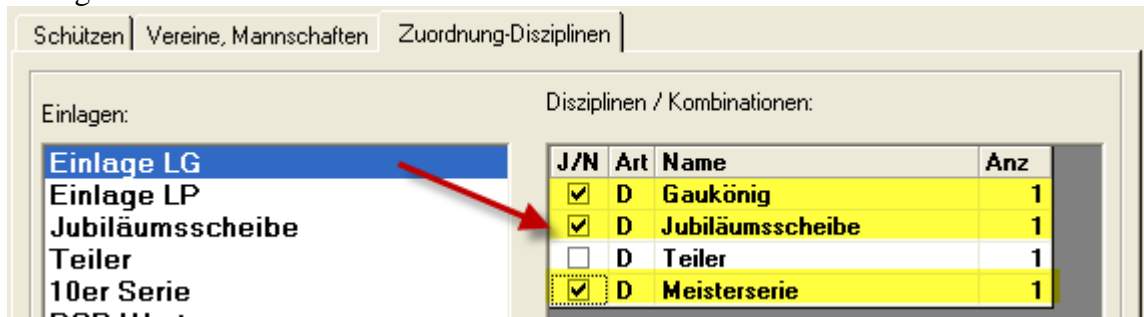 Schützen Vereine, Mannschaften Zuordnung-Disziplinen
Einlagen:
Einlage LG
Einlage LP
Jubiläumsscheibe
Teiler
10er Serie
Disziplinen / Kombinationen:
J/N Art Name Anz
D Gaukönig 1
D Jubiläumsscheibe 1
D Teiler 1
D Meisterserie 1